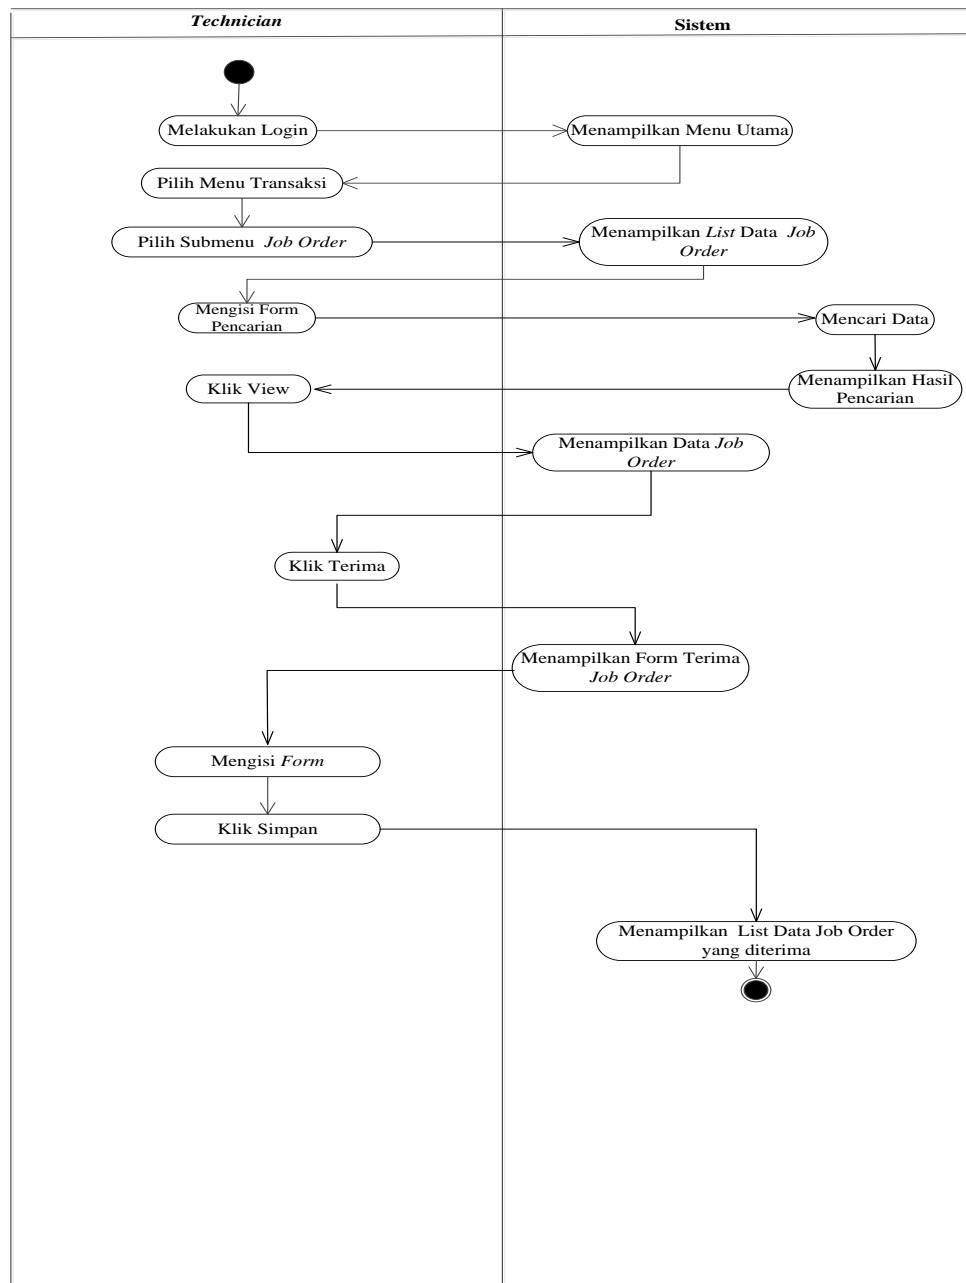 Technician
Sistem
Melakukan Login
Menampilkan Menu Utama
Pilih Menu Transaksi
Pilih Submenu Job Order
Menampilkan List Data Job
Order
Mengisi Form
Pencarian
Mencari Data
Menampilkan Hasil
Pencarian
Klik View
Menampilkan Data Job
Order
Klik Terima
Menampilkan Form Terima
Job Order
Mengisi Form
Klik Simpan
Menampilkan List Data Job Order
yang diterima